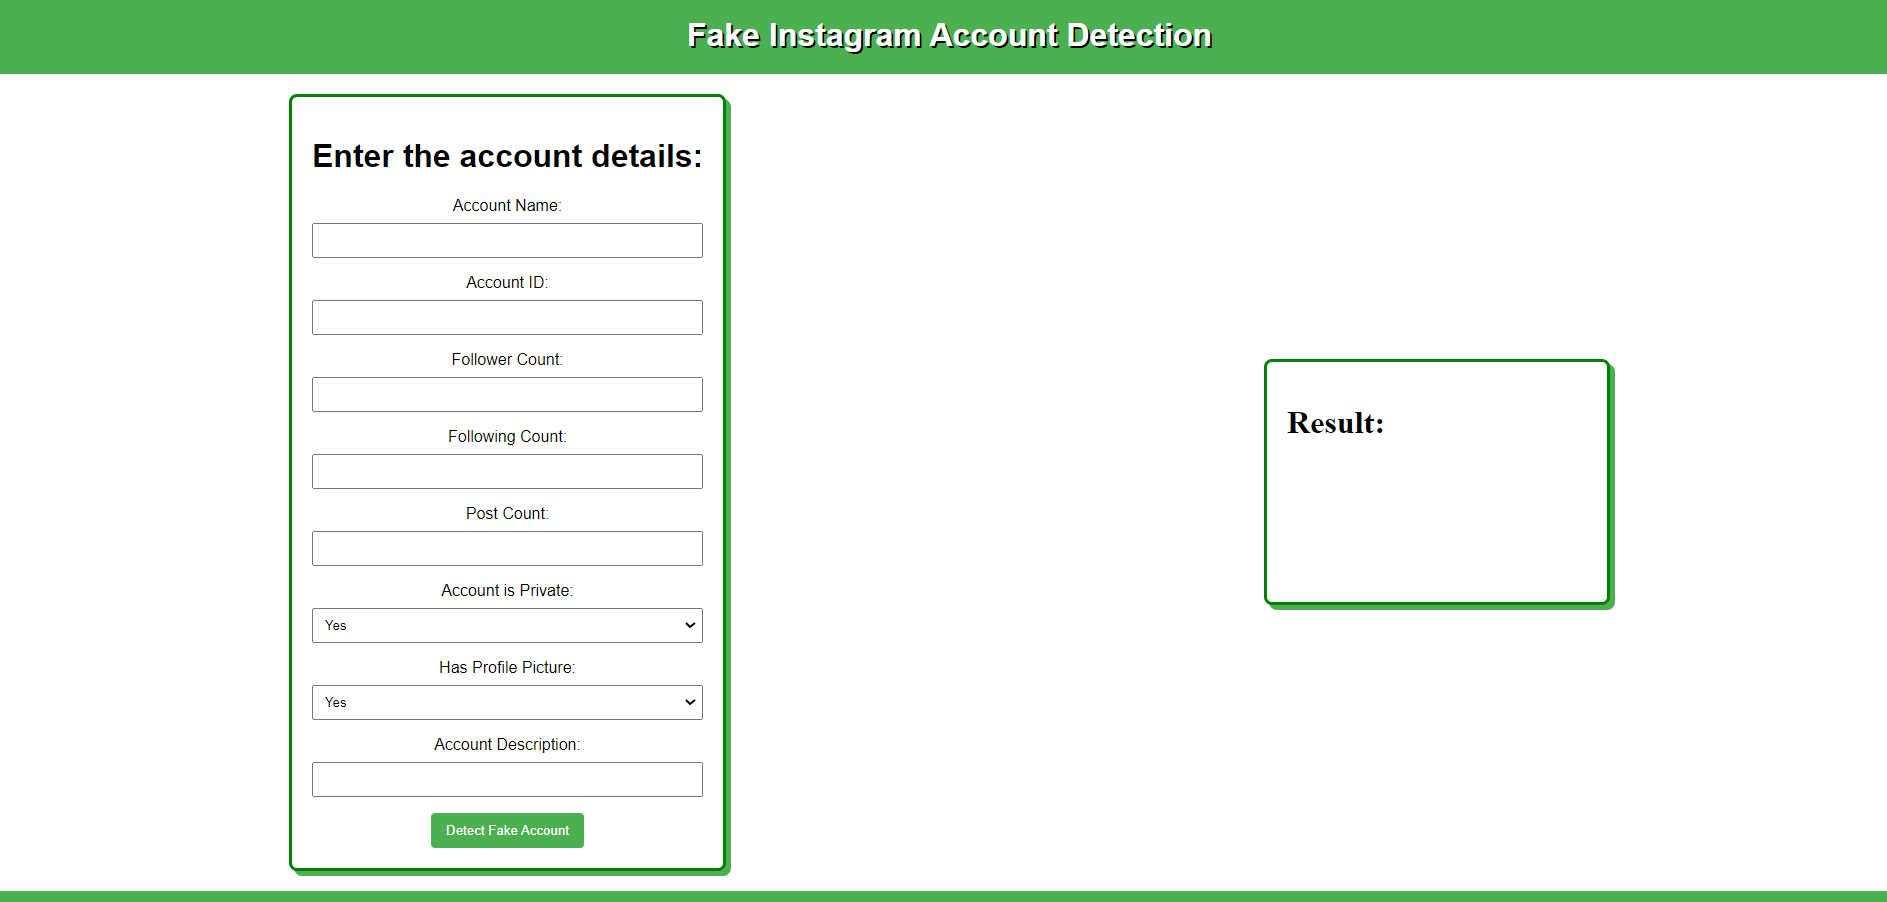 Fake Instagram Account Detection
Enter the account details:
Account Name:
Account ID:
Follower Count:
Following Count:
Post Count:
Account is Private:
Yes
Has Profile Picture:
Yes
Account Description:
Detect Fake Account
Result: